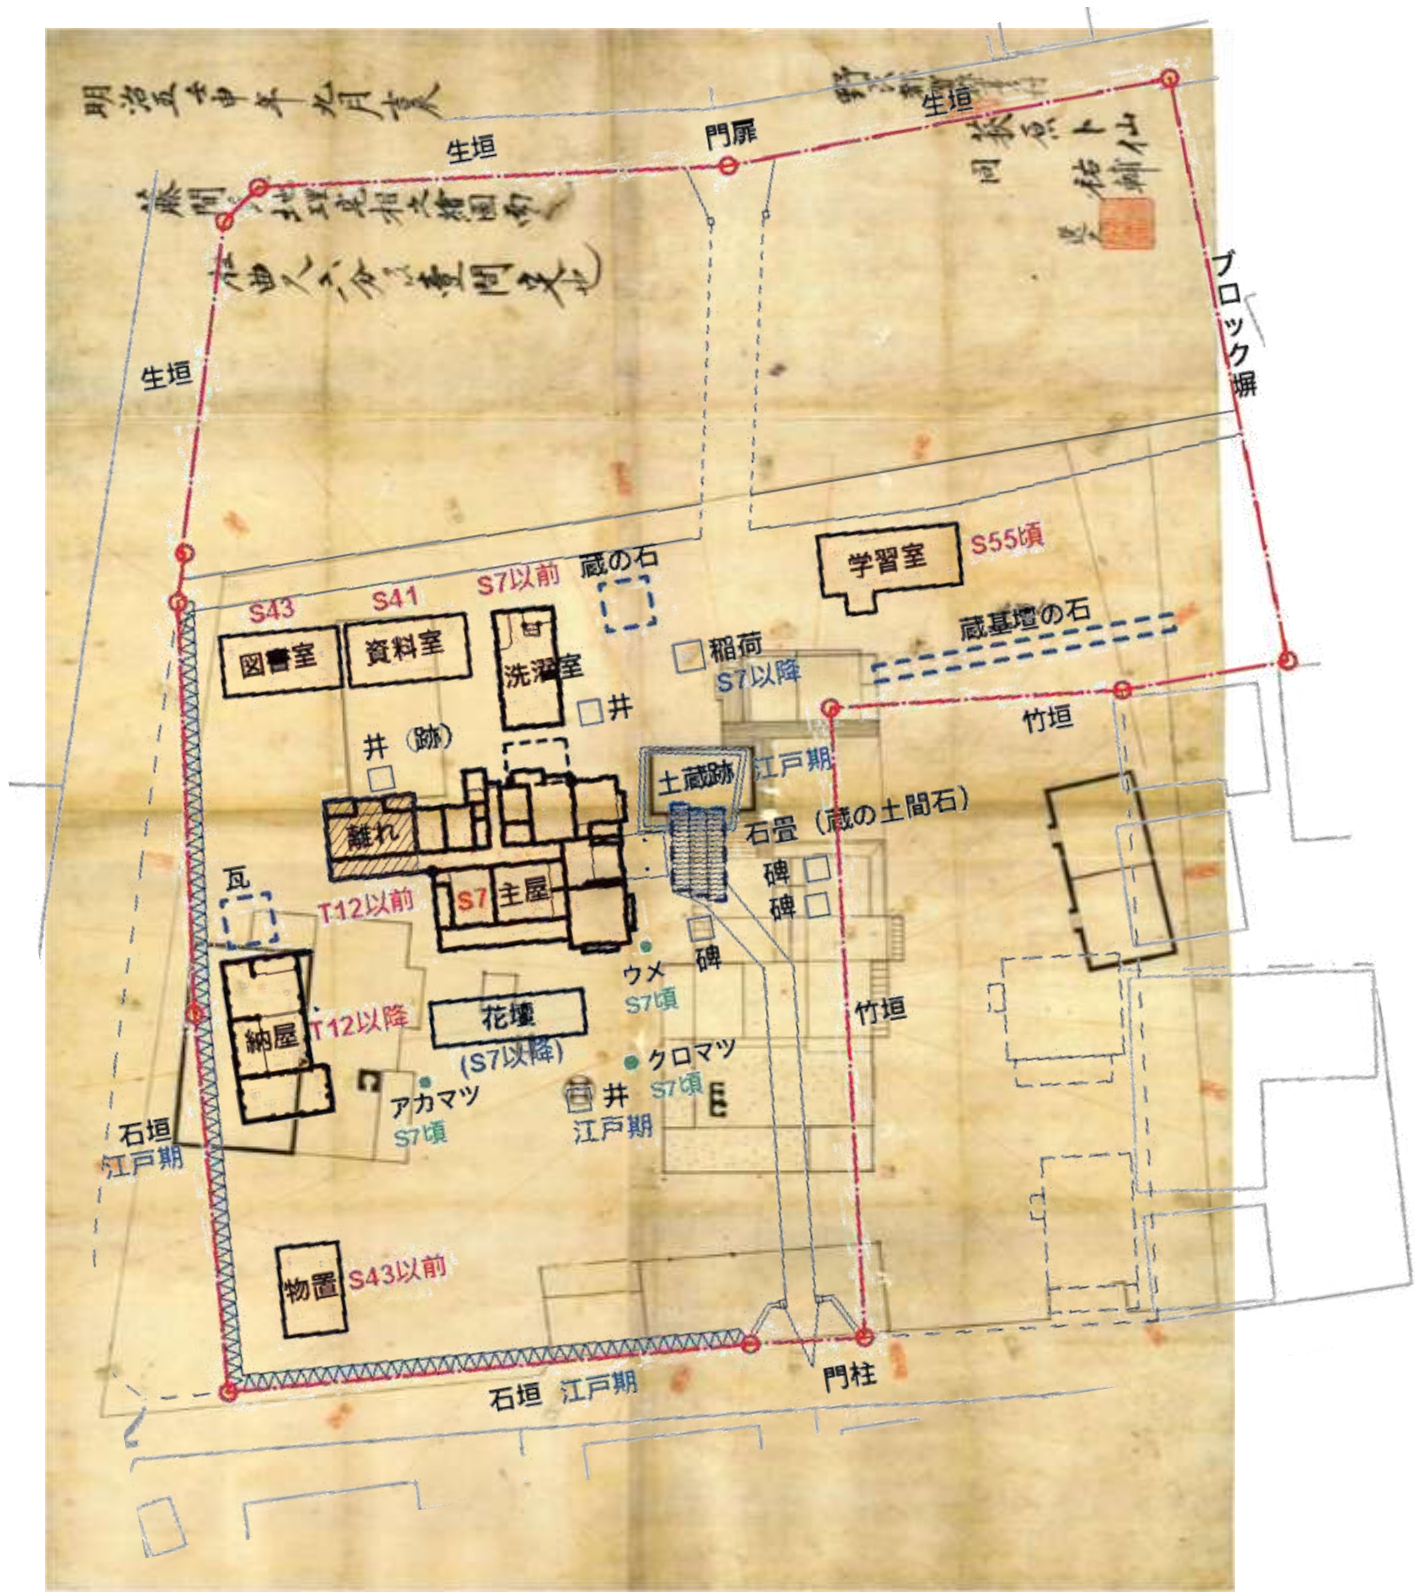 明治五壬申年九月
生垣
門扉
生垣
生垣
ブロック塀
S43
S41
S7以前
蔵の石
学習室
S55頃
図書室
資料室
洗濯室
稲荷
S7以降
蔵基壇の石
井
井（跡）
竹垣
土蔵跡
江戸期
離れ
石畳（蔵の土間石）
碑
碑
碑
瓦
T12以前
S7
主屋
ウメ
S7頃
納屋
T12以降
花壇
(S7以降)
竹垣
クロマツ
S7頃
アカマツ
S7頃
井
江戸期
石垣
江戸期
物置
S43以前
石垣 江戸期
門柱